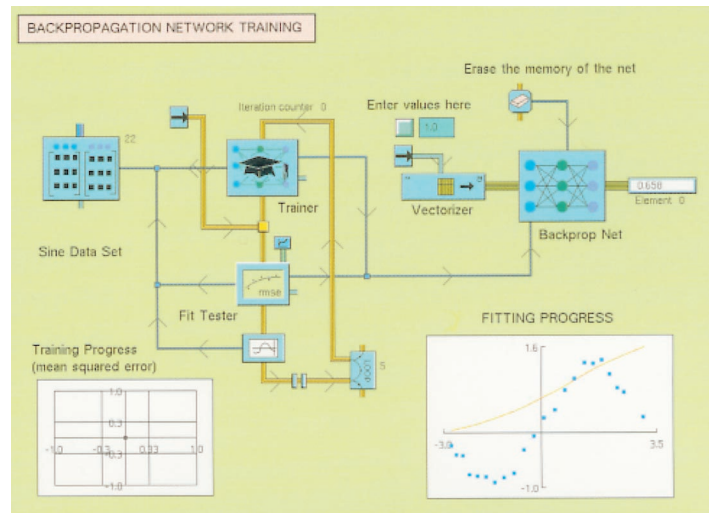 BACKPROPAGATION NETWORK TRAINING
Erase the memory of the net
Iteration counter 0
Enter values here
1.0
22
Trainer
Vectorizer
0.658
Element 0
Backprop Net
Sine Data Set
rmse
Fit Tester
FITTING PROGRESS
Training Progress
(mean squared error)
LOOP
5
1.6
1.0
0.3
-1.0
-0.3
0.33
1.0
-0.3
-1.0
3.5
-1.0